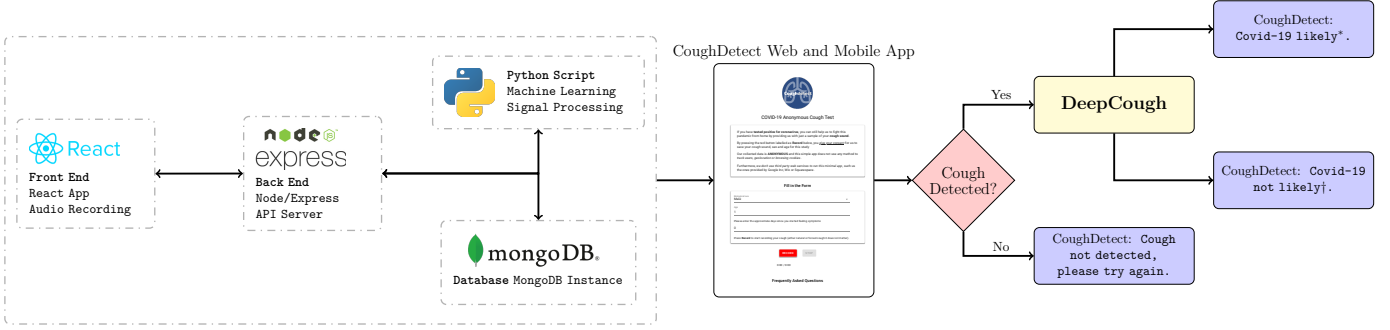 React
Front End
React App
Audio Recording
node
JS
express
Back End
Node/Express
API Server
Python Script
Machine Learning
Signal Processing
mongoDB®
Database MongoDB Instance
CoughDetect Web and Mobile App
COVID-19 Anonymous Cough Test
Fill in the Form
Frequently Asked Questions
Cough
Detected?
Yes
No
DeepCough
CoughDetect:
Covid-19 likely*.
CoughDetect: Covid-19
not likely†.
CoughDetect: Cough
not detected,
please try again.